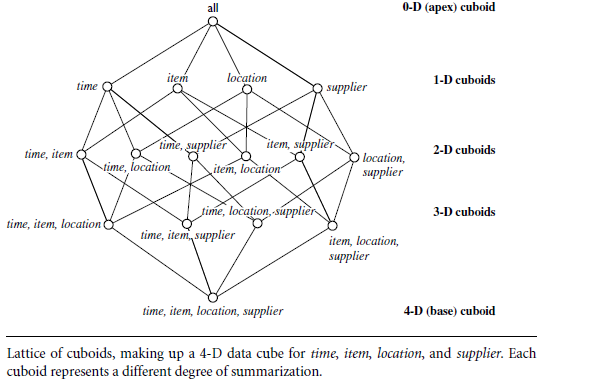 all
0-D (apex) cuboid
time
item
location
supplier
1-D cuboids
time, item
time, location
time, supplier
item, location
item, supplier
location,
supplier
2-D cuboids
time, item, location
time, item, supplier
time, location, supplier
item, location,
supplier
3-D cuboids
time, item, location, supplier
4-D (base) cuboid
Lattice of cuboids, making up a 4-D data cube for time, item, location, and supplier. Each
cuboid represents a different degree of summarization.